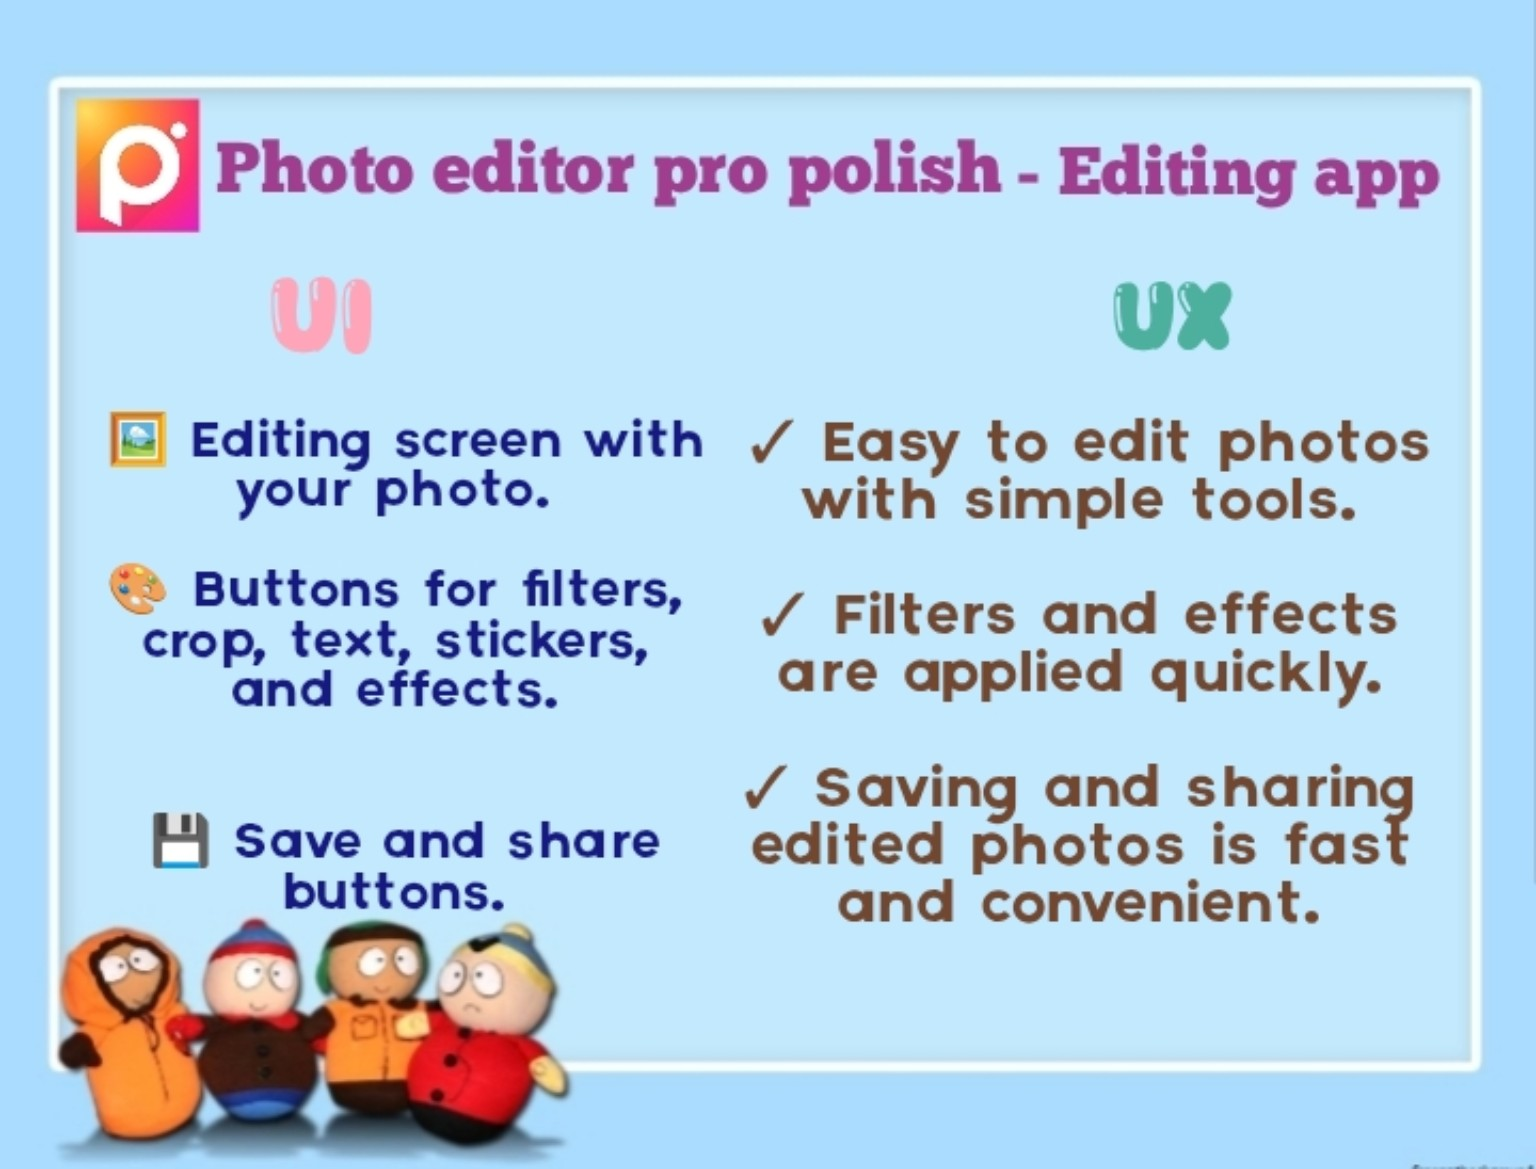 Photo editor pro polish - Editing app
UI
🖼️ Editing screen with
your photo.
🎨 Buttons for filters,
crop, text, stickers,
and effects.
💾 Save and share
buttons.
UX
✓ Easy to edit photos
with simple tools.
✓ Filters and effects
are applied quickly.
✓ Saving and sharing
edited photos is fast
and convenient.